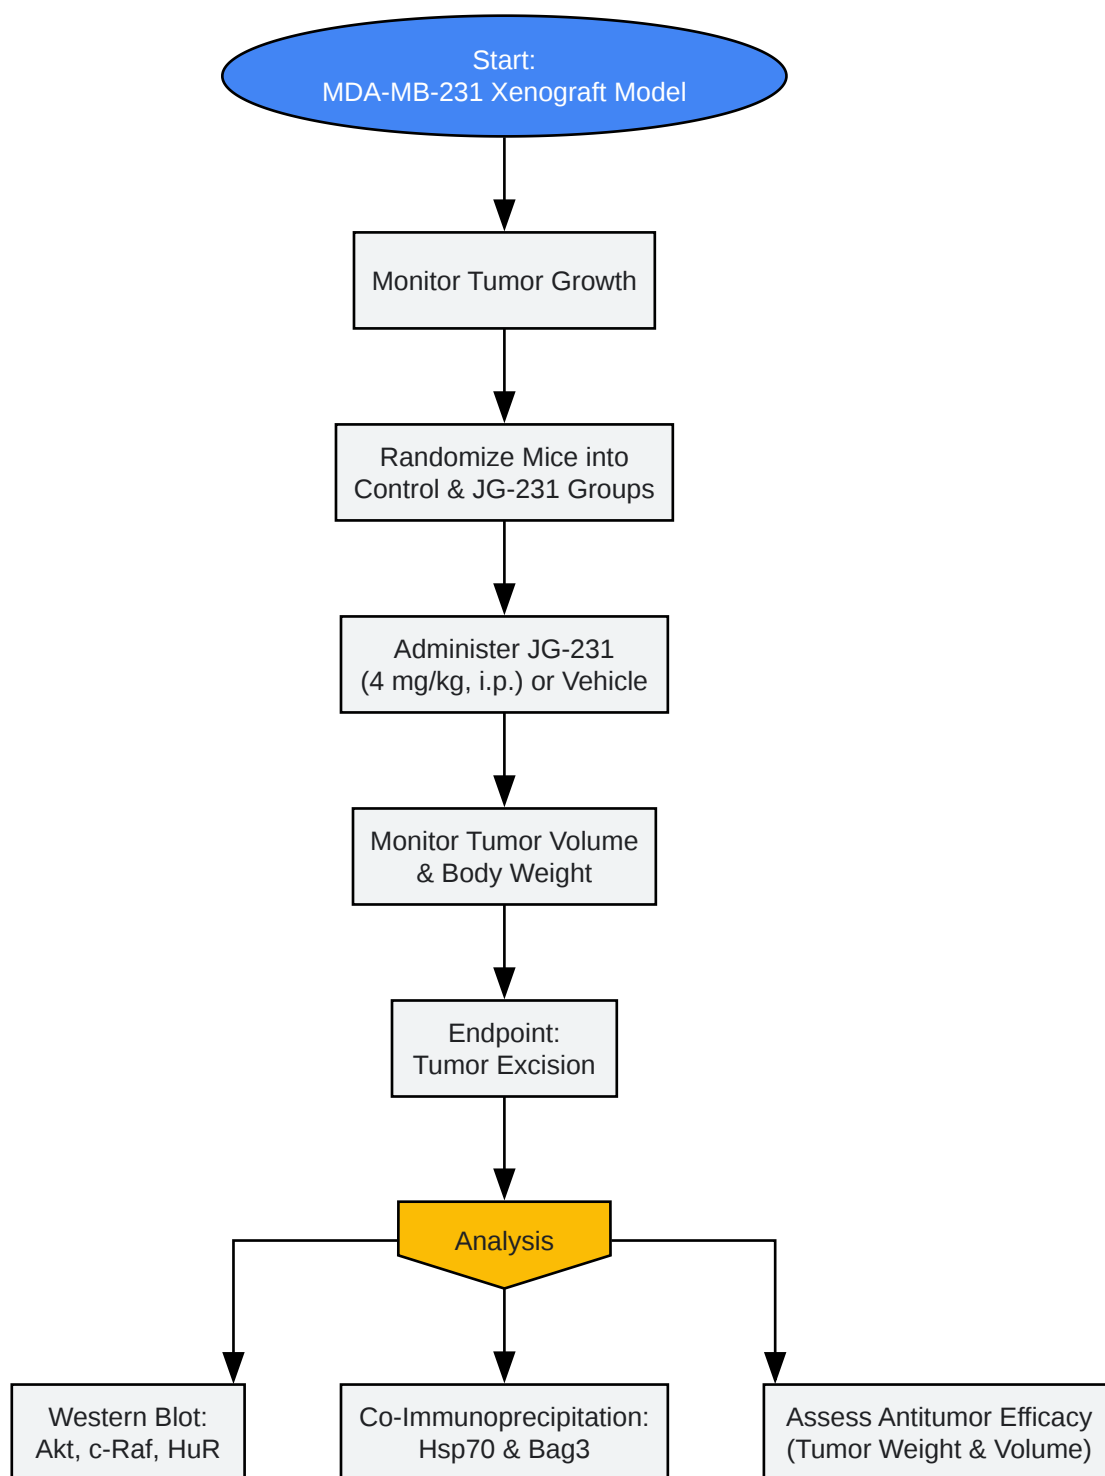 Start:
MDA-MB-231 Xenograft Model
Monitor Tumor Growth
Randomize Mice into
Control & JG-231 Groups
Administer JG-231
(4 mg/kg, i.p.) or Vehicle
Monitor Tumor Volume
& Body Weight
Endpoint:
Tumor Excision
Analysis
Western Blot:
Akt, c-Raf, HuR
Co-Immunoprecipitation:
Hsp70 & Bag3
Assess Antitumor Efficacy
(Tumor Weight & Volume)